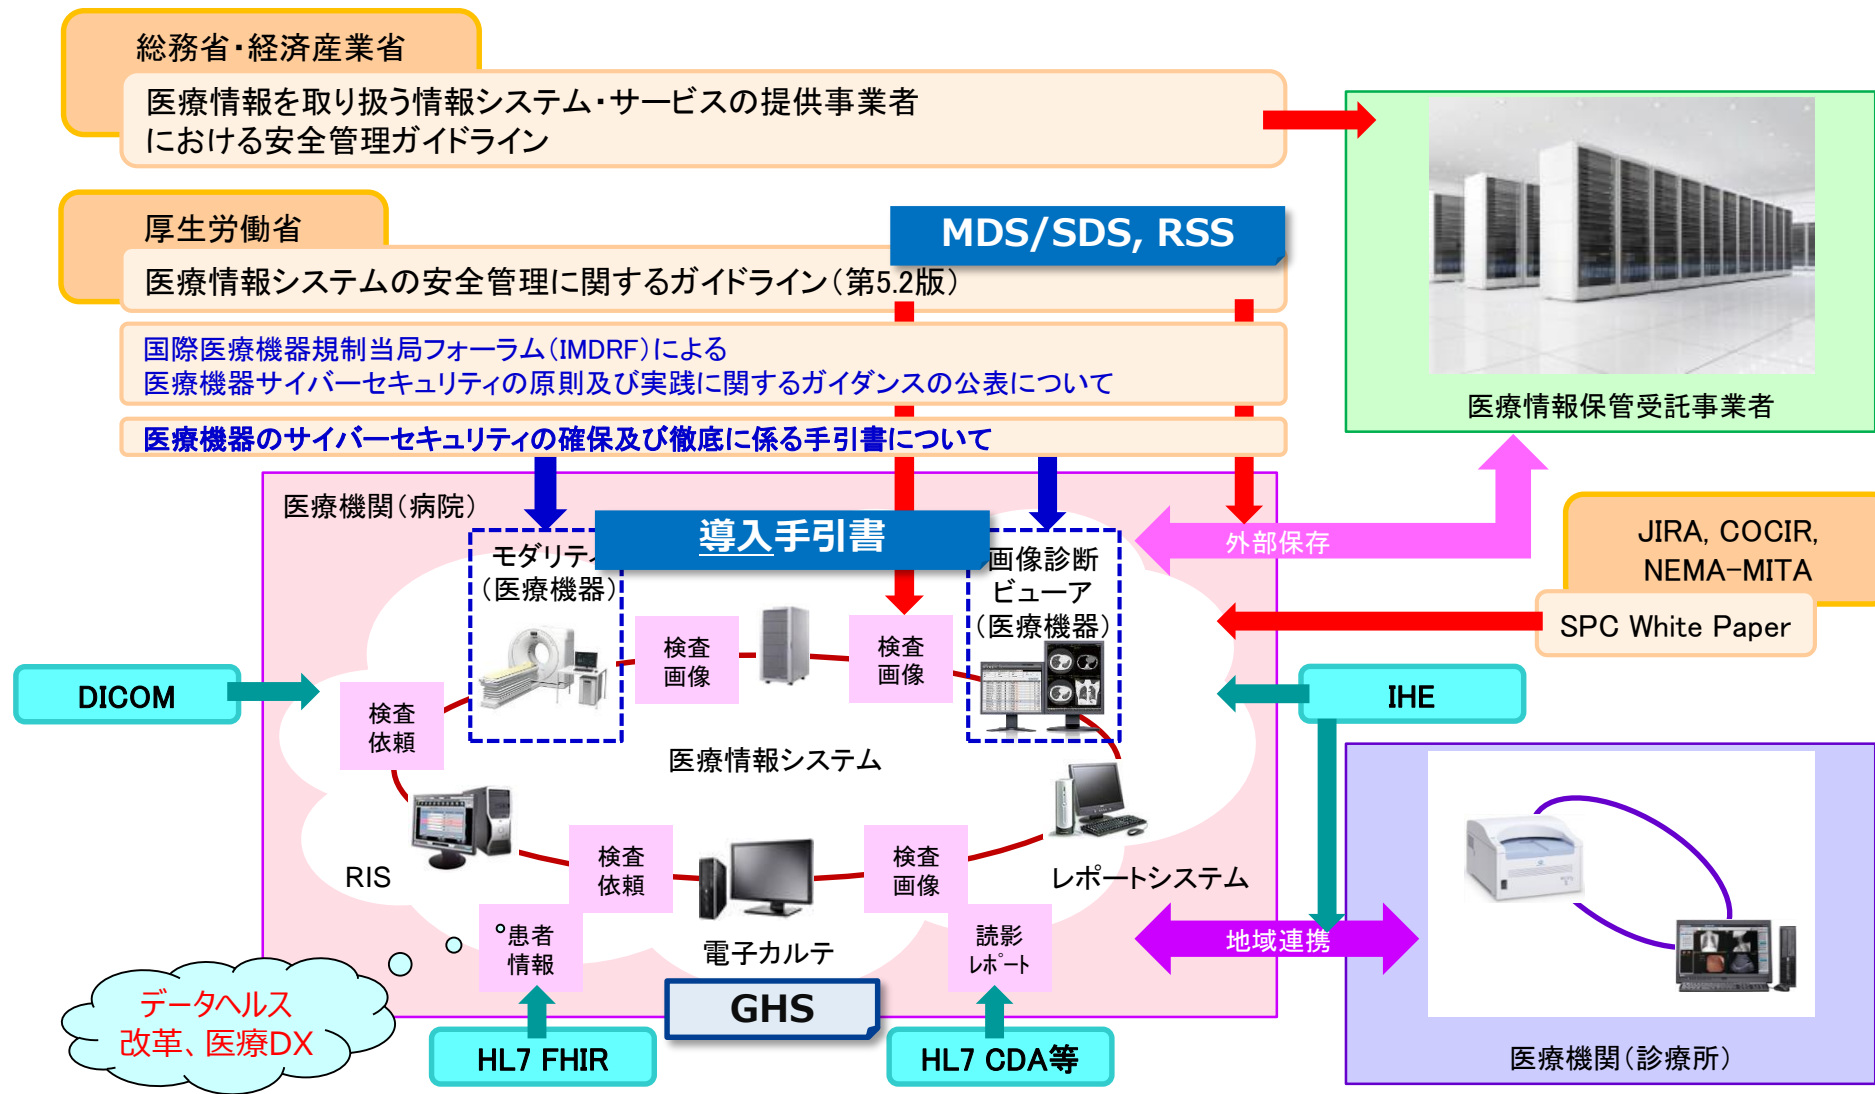 総務省・経済産業省
医療情報を取り扱う情報システム・サービスの提供事業者
における安全管理ガイドライン
厚生労働省
MDS/SDS, RSS
医療情報システムの安全管理に関するガイドライン（第5.2版）
国際医療機器規制当局フォーラム（IMDRF）による
医療機器サイバーセキュリティの原則及び実践に関するガイダンスの公表について
医療機器のサイバーセキュリティの確保及び徹底に係る手引書について
医療情報保管受託事業者
医療機関（病院）
導入手引書
モダリティ
（医療機器）
画像診断
ビューア
（医療機器）
外部保存
JIRA, COCIR,
NEMA-MITA
SPC White Paper
検査
画像
検査
画像
DICOM
検査
依頼
IHE
医療情報システム
RIS
検査
依頼
検査
画像
レポートシステム
患者
情報
電子カルテ
読影
ﾚﾎﾟｰﾄ
地域連携
データヘルス
改革、医療DX
GHS
HL7 FHIR
HL7 CDA等
医療機関（診療所）